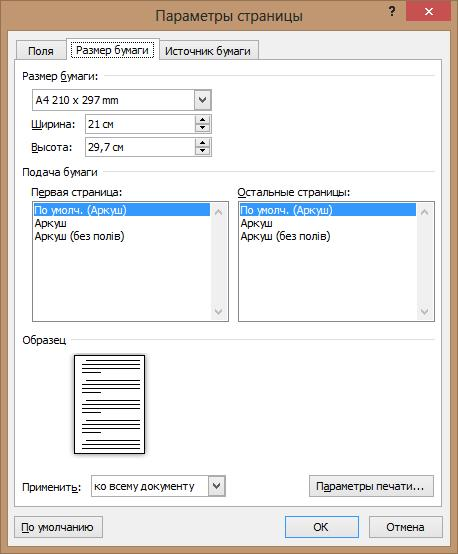 Параметры страницы
?
Поля Размер бумаги Источник бумаги
Размер бумаги:
A4 210 x 297 mm
Ширина: 21 см
Высота: 29,7 см
Подача бумаги
Первая страница: Остальные страницы:
По умолч. (Аркуш) По умолч. (Аркуш)
Аркуш Аркуш
Аркуш (без полів) Аркуш (без полів)
Образец
Применить: ко всему документу Параметры печати...
По умолчанию ОК Отмена